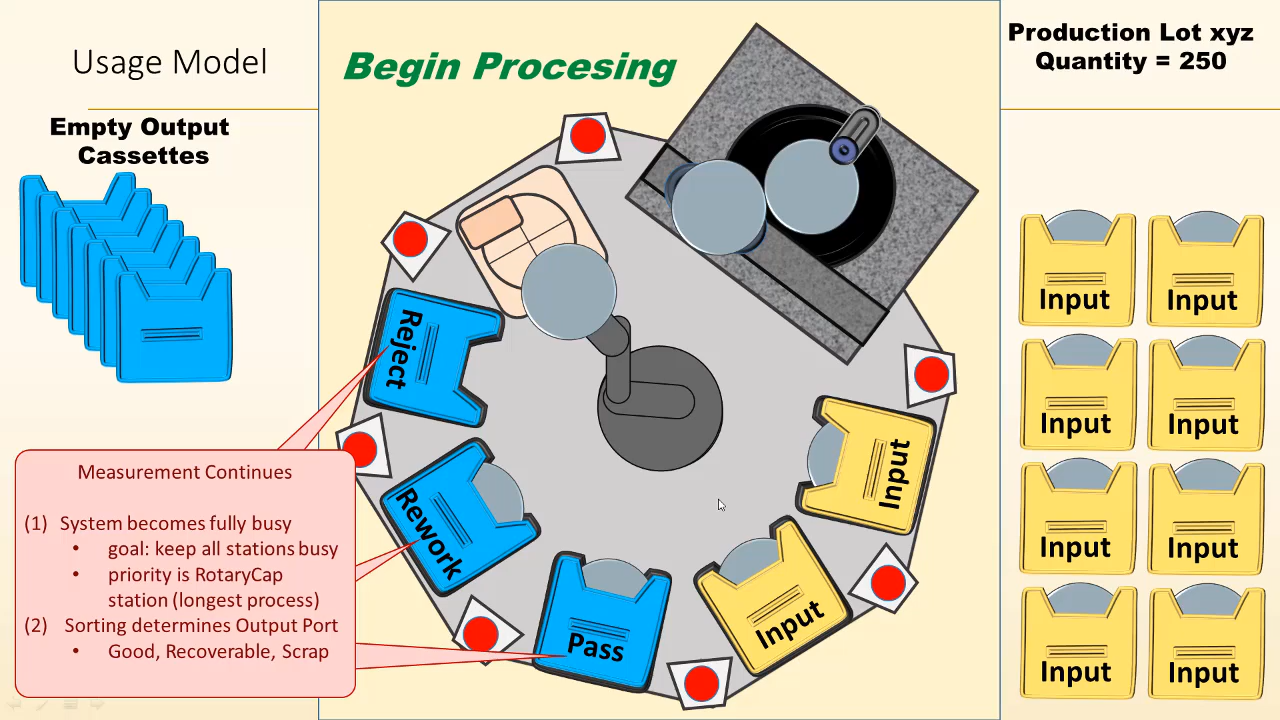 Usage Model
Begin Procesing
Production Lot xyz
Quantity = 250
Empty Output
Cassettes
Reject
Rework
Pass
Input
Input
Measurement Continues
(1) System becomes fully busy
• goal: keep all stations busy
• priority is RotaryCap
station (longest process)
(2) Sorting determines Output Port
• Good, Recoverable, Scrap
Input
Input
Input
Input
Input
Input
Input
Input